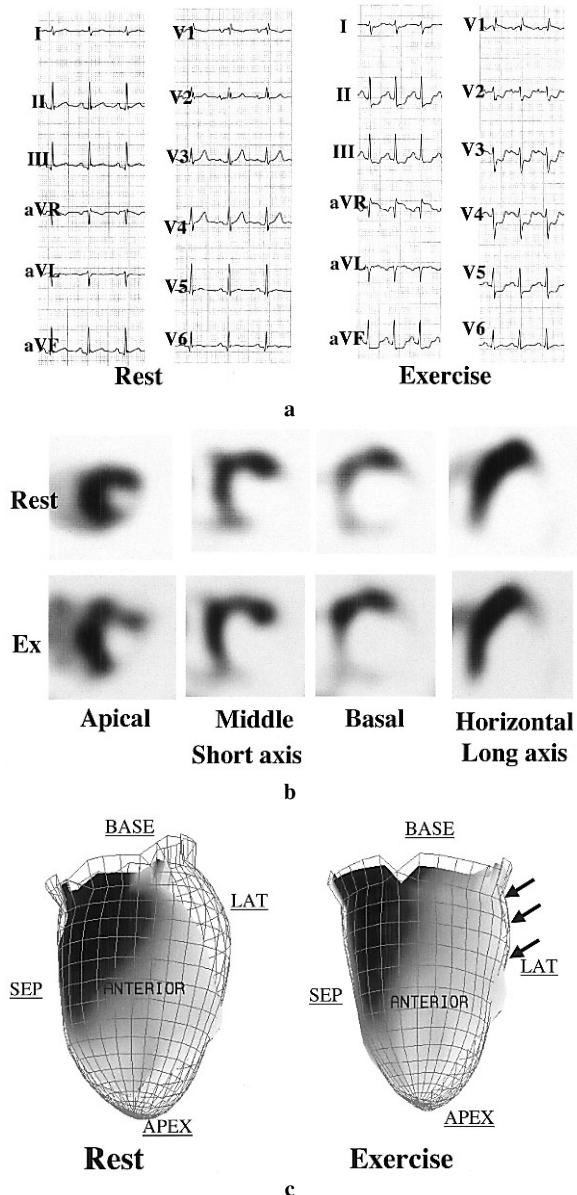 I V1 I V1
II V2 II V2
III V3 III V3
aVR V4 aVR V4
aVL V5 aVL V5
aVF V6 aVF V6
Rest Exercise
a
Rest
Ex
Apical Middle Basal Horizontal
Short axis Long axis
b
BASE BASE
LAT
LAT
SEP ANTERIOR SEP ANTERIOR
APEX APEX
Rest Exercise
c